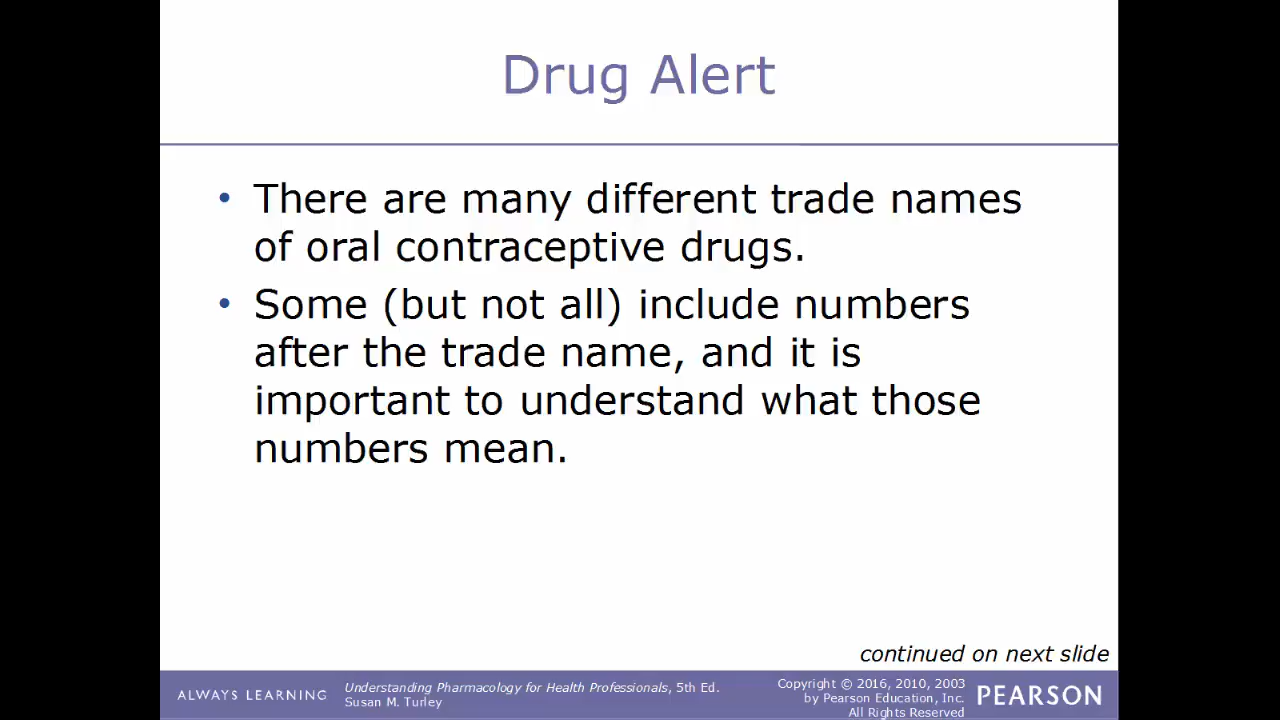 Drug Alert
• There are many different trade names
of oral contraceptive drugs.
• Some (but not all) include numbers
after the trade name, and it is
important to understand what those
numbers mean.
continued on next slide
ALWAYS LEARNING
Understanding Pharmacology for Health Professionals, 5th Ed.
Susan M. Turley
Copyright © 2016, 2010, 2003
by Pearson Education, Inc.
All Rights Reserved
PEARSON